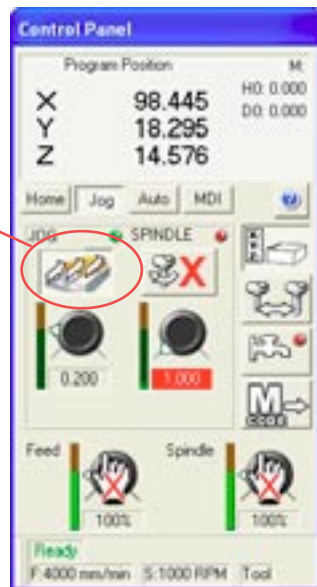 Control Panel
Program Position M:
X 98.445 H0: 0.000
Y 18.295 D0: 0.000
Z 14.576
Home Jog Auto MDI
JOG SPINDLE
0.200 1.000
M
CODE
Feed Spindle
100% 100%
Ready
F:4000 mm/min S:1000 RPM Tool